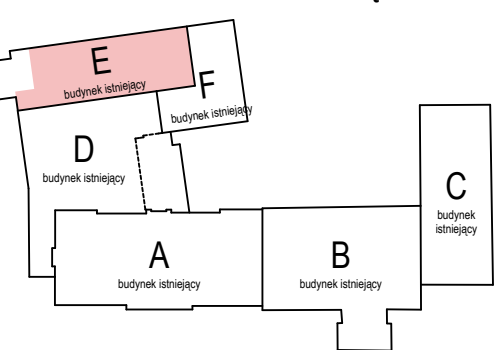 E
budynek istniejący
F
budynek istniejący
D
budynek istniejący
C
budynek
istniejący
A
budynek istniejący
B
budynek istniejący